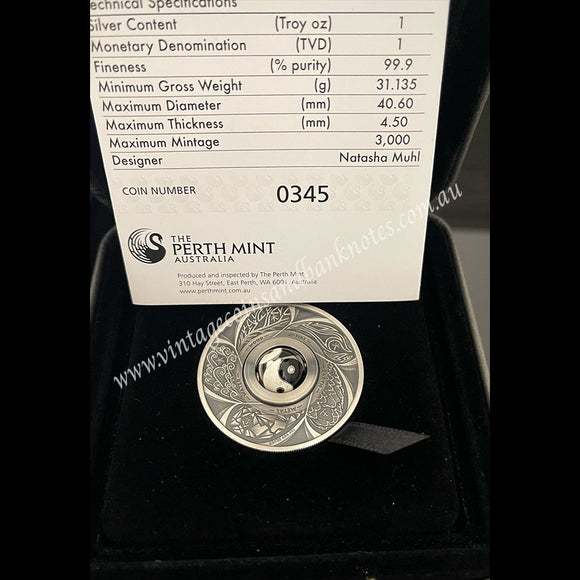 Technical Specifications
Silver Content (Troy oz) 1
Monetary Denomination (TVD) 1
Fineness (% purity) 99.9
Minimum Gross Weight (g) 31.135
Maximum Diameter (mm) 40.60
Maximum Thickness (mm) 4.50
Maximum Mintage 3,000
Designer Natasha Muhl
COIN NUMBER 0345
THE
PERTH MINT
AUSTRALIA
Produced and inspected by The Perth Mint
310 Hay Street, East Perth, WA 6004, Australia
www.perthmint.com.au
www.vintagecoinsandbanknotes.com.au
METAL